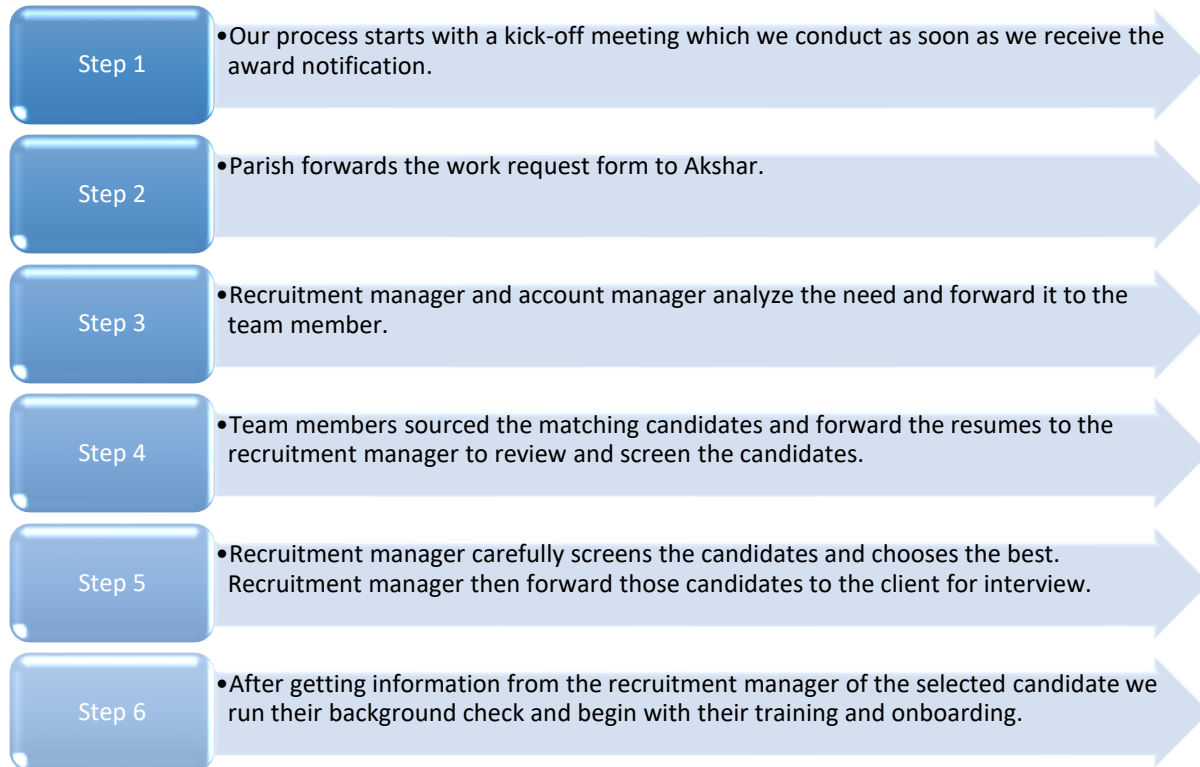 Step 1
•Our process starts with a kick-off meeting which we conduct as soon as we receive the
award notification.
Step 2
•Parish forwards the work request form to Akshar.
Step 3
•Recruitment manager and account manager analyze the need and forward it to the
team member.
Step 4
•Team members sourced the matching candidates and forward the resumes to the
recruitment manager to review and screen the candidates.
Step 5
•Recruitment manager carefully screens the candidates and chooses the best.
Recruitment manager then forward those candidates to the client for interview.
Step 6
•After getting information from the recruitment manager of the selected candidate we
run their background check and begin with their training and onboarding.